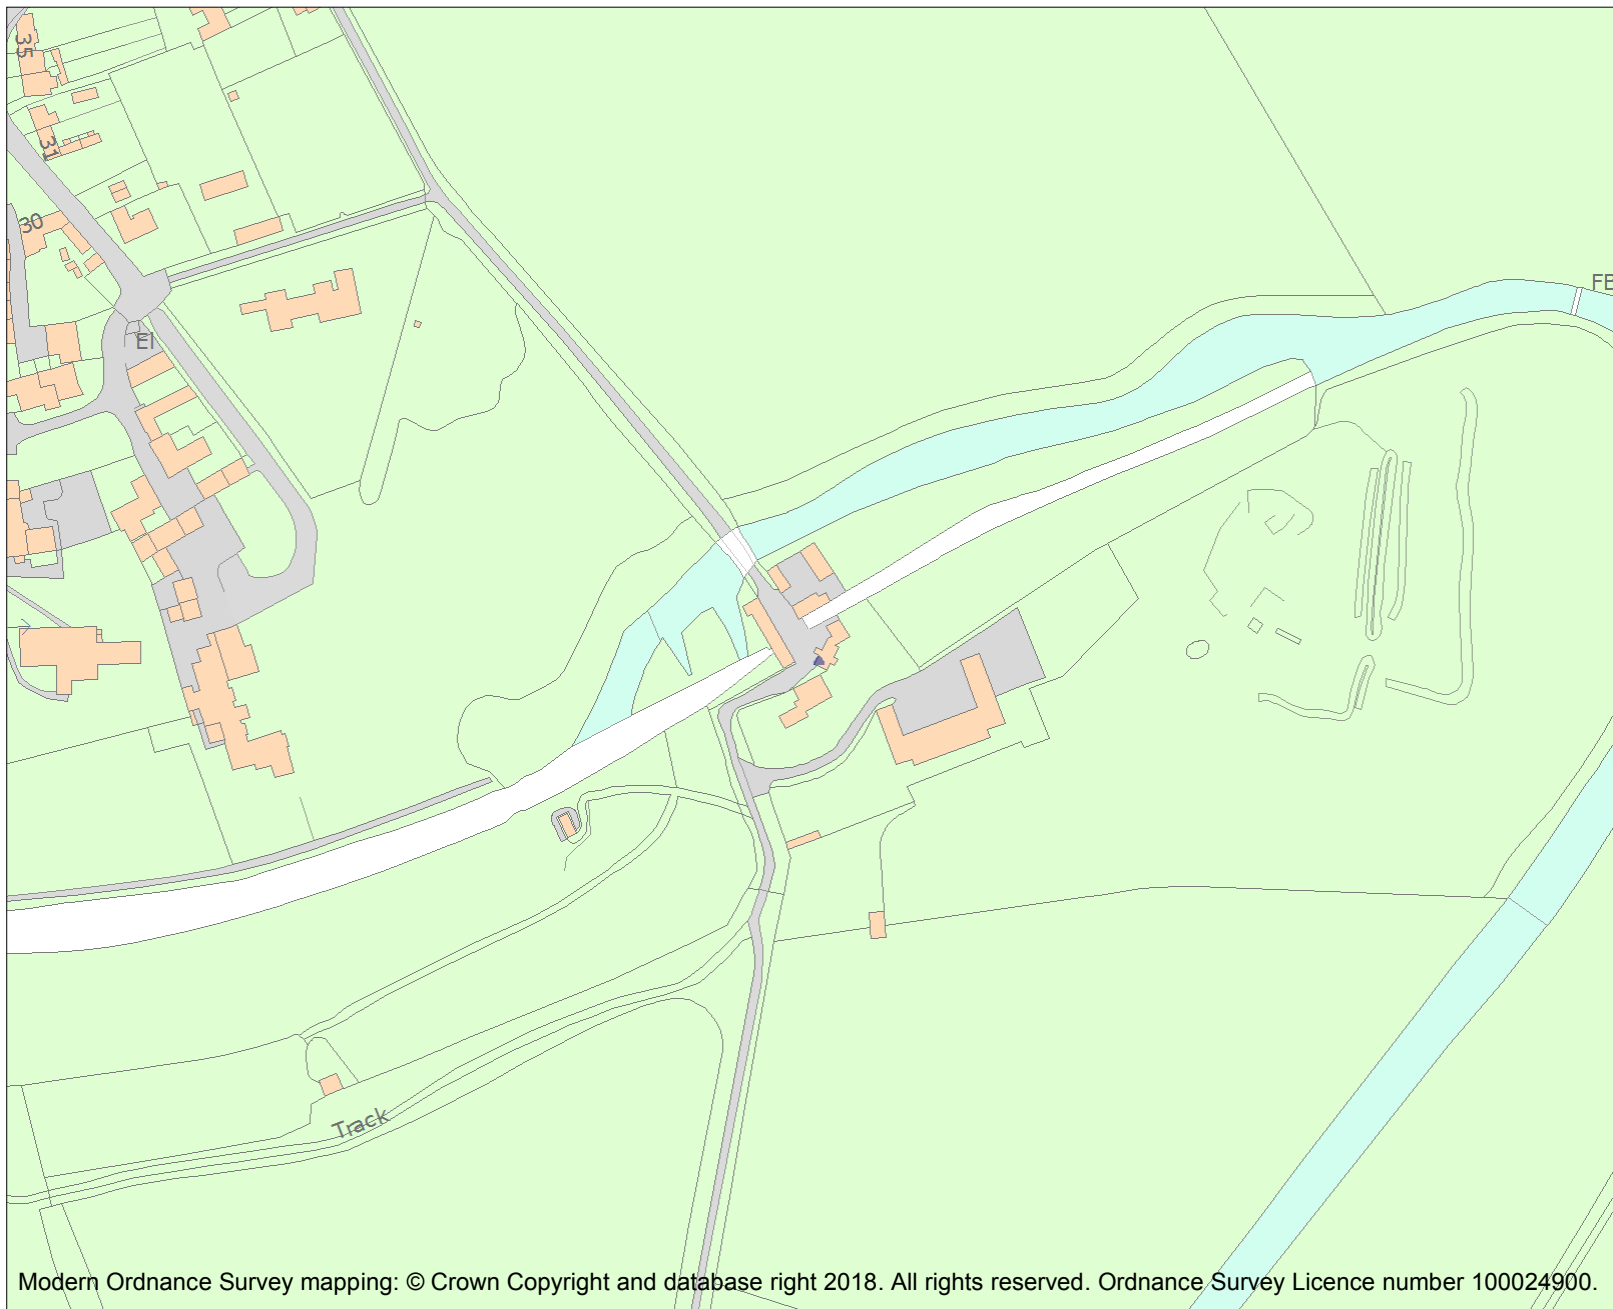 35
31
30
FB
El
Track
Modern Ordnance Survey mapping: © Crown Copyright and database right 2018. All rights reserved. Ordnance Survey Licence number 100024900.